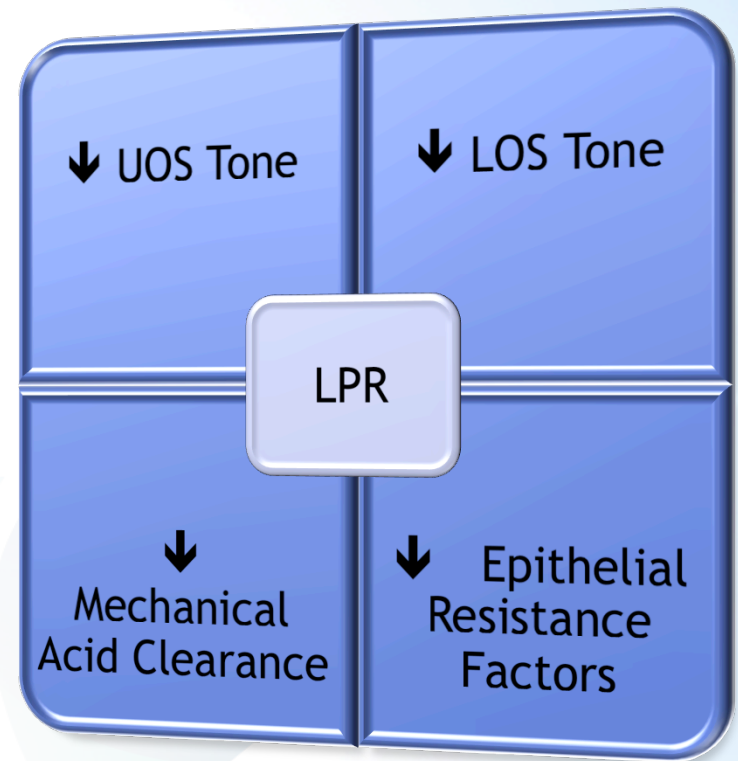 ↓ UOS Tone
↓ LOS Tone
LPR
↓
Mechanical
Acid Clearance
↓ Epithelial
Resistance
Factors